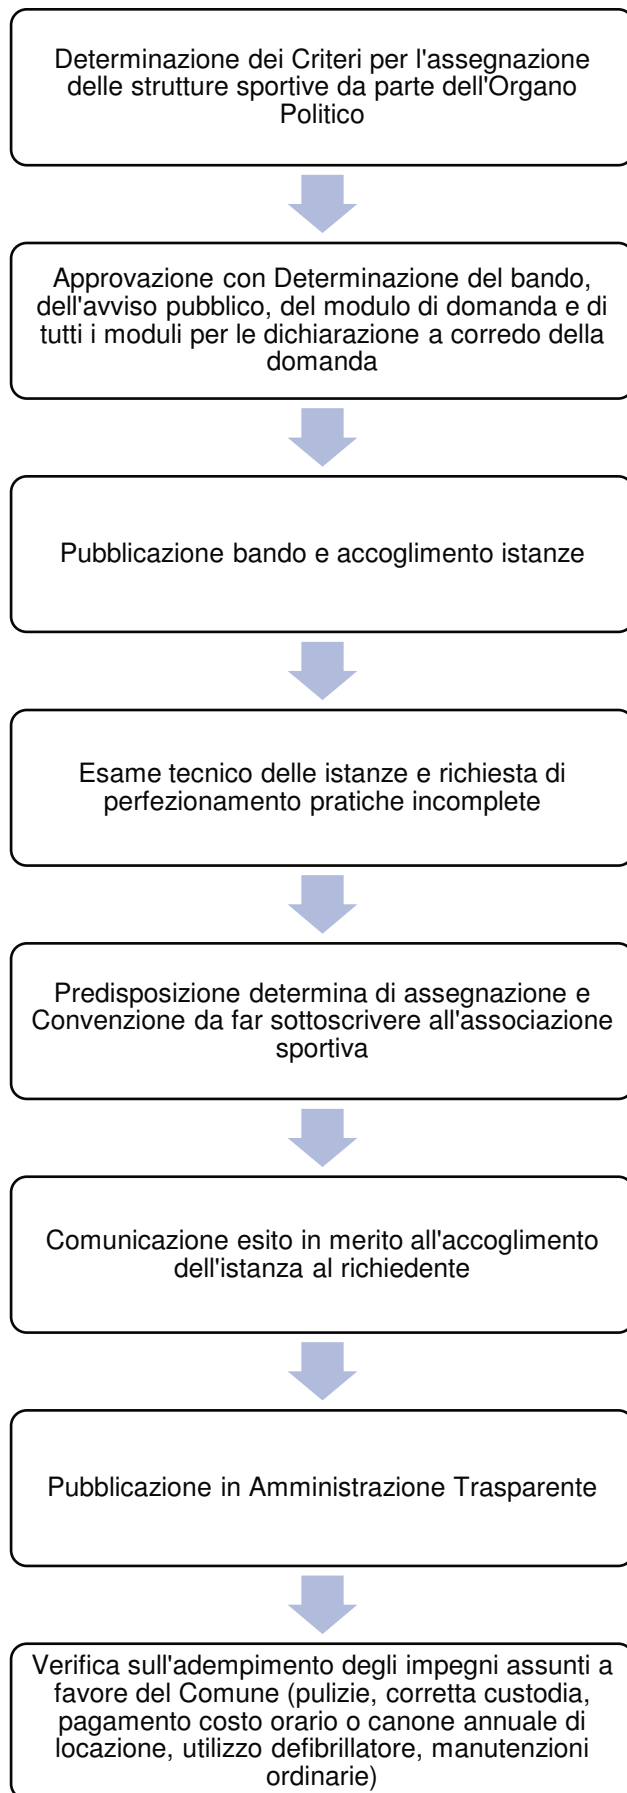 Determinazione dei Criteri per l'assegnazione
delle strutture sportive da parte dell'Organo
Politico
Approvazione con Determinazione del bando,
dell'avviso pubblico, del modulo di domanda e di
tutti i moduli per le dichiarazione a corredo della
domanda
Pubblicazione bando e accoglimento istanze
Esame tecnico delle istanze e richiesta di
perfezionamento pratiche incomplete
Predisposizione determina di assegnazione e
Convenzione da far sottoscrivere all'associazione
sportiva
Comunicazione esito in merito all'accoglimento
dell'istanza al richiedente
Pubblicazione in Amministrazione Trasparente
Verifica sull'adempimento degli impegni assunti a
favore del Comune (pulizie, corretta custodia,
pagamento costo orario o canone annuale di
locazione, utilizzo defibrillatore, manutenzioni
ordinarie)